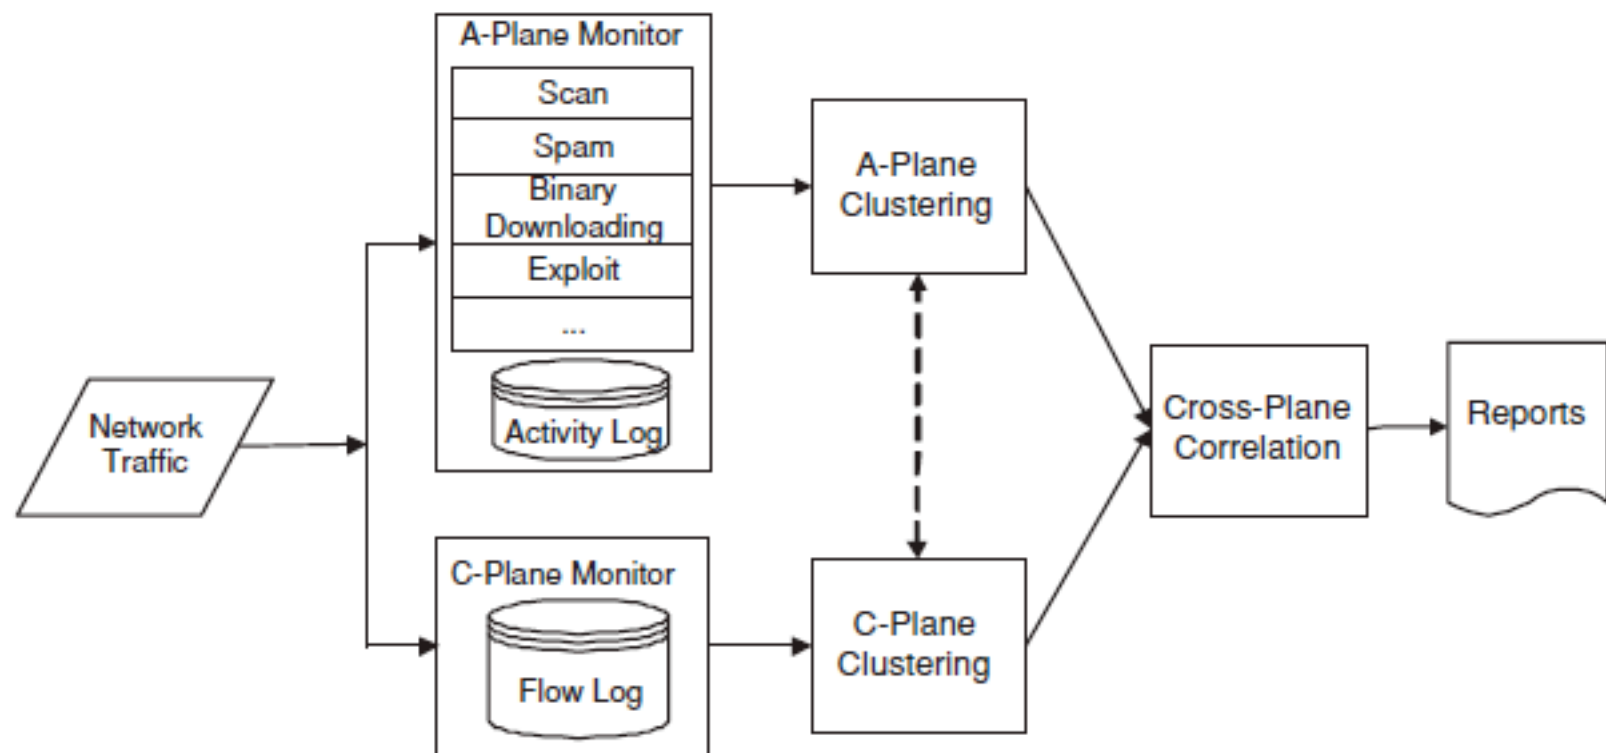 A-Plane Monitor
Scan
Spam
Binary
Downloading
Exploit
...
Activity Log
Network
Traffic
C-Plane Monitor
Flow Log
A-Plane
Clustering
C-Plane
Clustering
Cross-Plane
Correlation
Reports